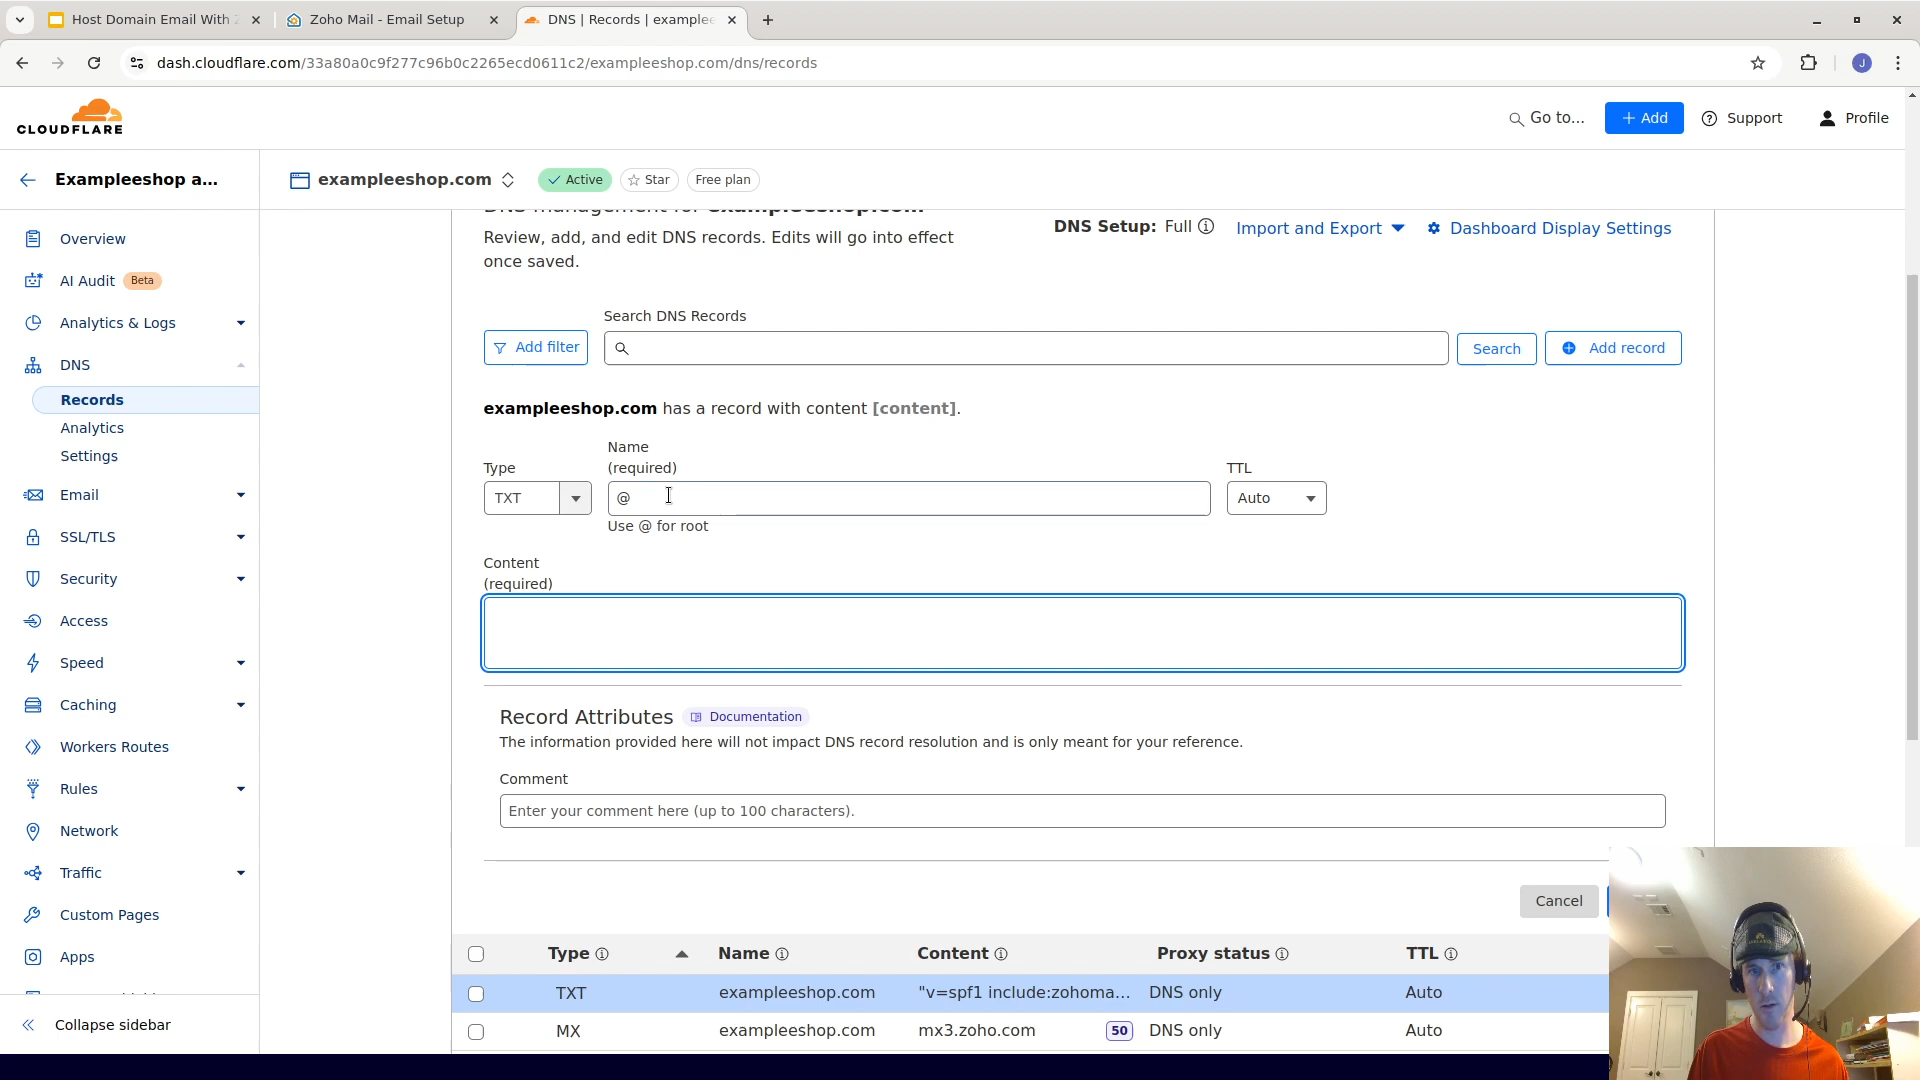 Host Domain Email With
Zoho Mail - Email Setup
DNS | Records | example
dash.cloudflare.com/33a80a0c9f277c96b0c2265ecd0611c2/exampleeshop.com/dns/records
J
CLOUDFLARE
Go to...
+ Add
Support
Profile
Exampleeshop a...
exampleeshop.com
Active
Star
Free plan
Overview
AI Audit Beta
Analytics & Logs
DNS
Records
Analytics
Settings
Email
SSL/TLS
Security
Access
Speed
Caching
Workers Routes
Rules
Network
Traffic
Custom Pages
Apps
Collapse sidebar
DNS management for exampleeshop.com
Review, add, and edit DNS records. Edits will go into effect
once saved.
DNS Setup: Full
Import and Export
Dashboard Display Settings
Search DNS Records
Add filter
Search
Add record
exampleeshop.com has a record with content [content].
Type
Name
(required)
TTL
TXT
@
Auto
Use @ for root
Content
(required)
Record Attributes
Documentation
The information provided here will not impact DNS record resolution and is only meant for your reference.
Comment
Enter your comment here (up to 100 characters).
Cancel
Type
Name
Content
Proxy status
TTL
TXT
exampleeshop.com
"v=spf1 include:zohoma...
DNS only
Auto
MX
exampleeshop.com
mx3.zoho.com
50
DNS only
Auto